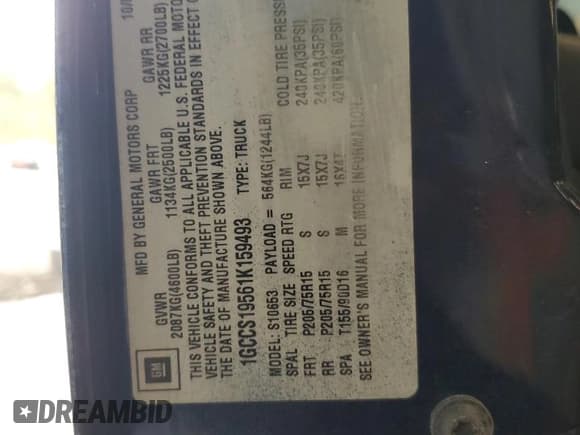 MFD BY GENERAL MOTORS CORP 10/
GVWR GAWR FRT GAWR RR
2087KG(4600LB) 1134KG(2500LB) 1225KG(2700LB)
THIS VEHICLE CONFORMS TO ALL APPLICABLE U.S. FEDERAL MOTO
VEHICLE SAFETY AND THEFT PREVENTION STANDARDS IN EFFECT O
THE DATE OF MANUFACTURE SHOWN ABOVE.
1GCCS19561K159493 TYPE: TRUCK
MODEL: S10653 PAYLOAD = 564KG(1244LB)
SPAL TIRE SIZE SPEED RTG RIM COLD TIRE PRESS
FRT P205/75R15 S 15X7J 240KPA(35PSI)
RR P205/75R15 S 15X7J 240KPA(35PSI)
SPA T155/90D16 M 16X4T 420KPA(60PSI)
SEE OWNER'S MANUAL FOR MORE INFORMATION.
GM
DREAMBID